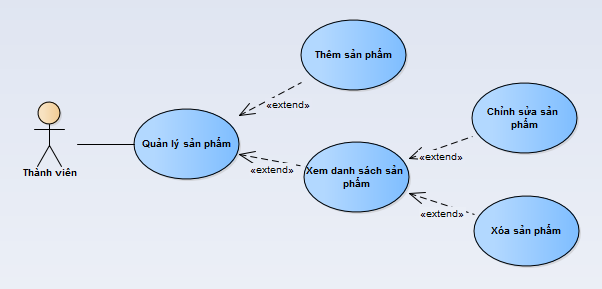 Thêm sản phẩm
«extend»
Chỉnh sửa sản
phẩm
Quản lý sản phẩm
«extend»
«extend»
Xem danh sách sản
phẩm
Thành viên
«extend»
Xóa sản phẩm